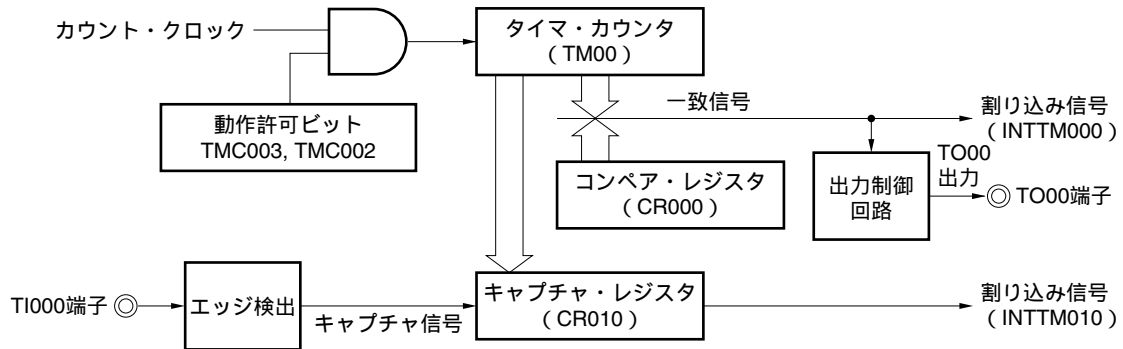 カウント・クロック
タイマ・カウンタ
（TM00）
動作許可ビット
TMC003, TMC002
一致信号
割り込み信号
（INTTM000）
コンペア・レジスタ
（CR000）
出力制御
回路
TO00
出力
TO00端子
TI000端子
エッジ検出
キャプチャ信号
キャプチャ・レジスタ
（CR010）
割り込み信号
（INTTM010）